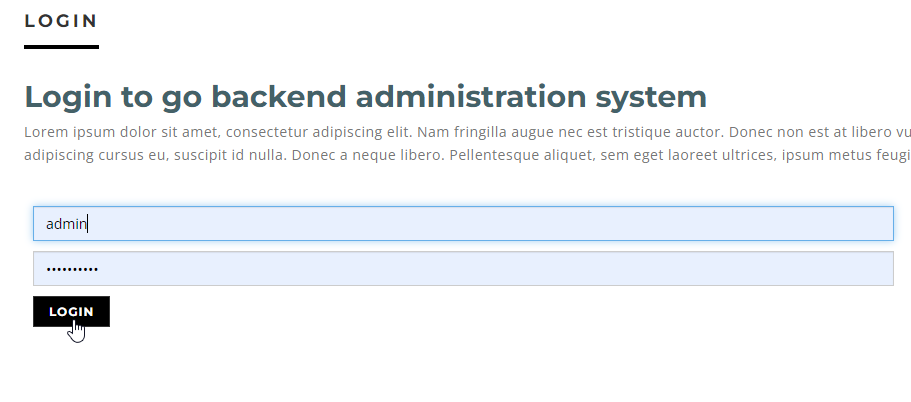 LOGIN
Login to go backend administration system
Lorem ipsum dolor sit amet, consectetur adipiscing elit. Nam fringilla augue nec est tristique auctor. Donec non est at libero vu
adipiscing cursus eu, suscipit id nulla. Donec a neque libero. Pellentesque aliquet, sem eget laoreet ultrices, ipsum metus feugi
admin
••••••••••
LOGIN